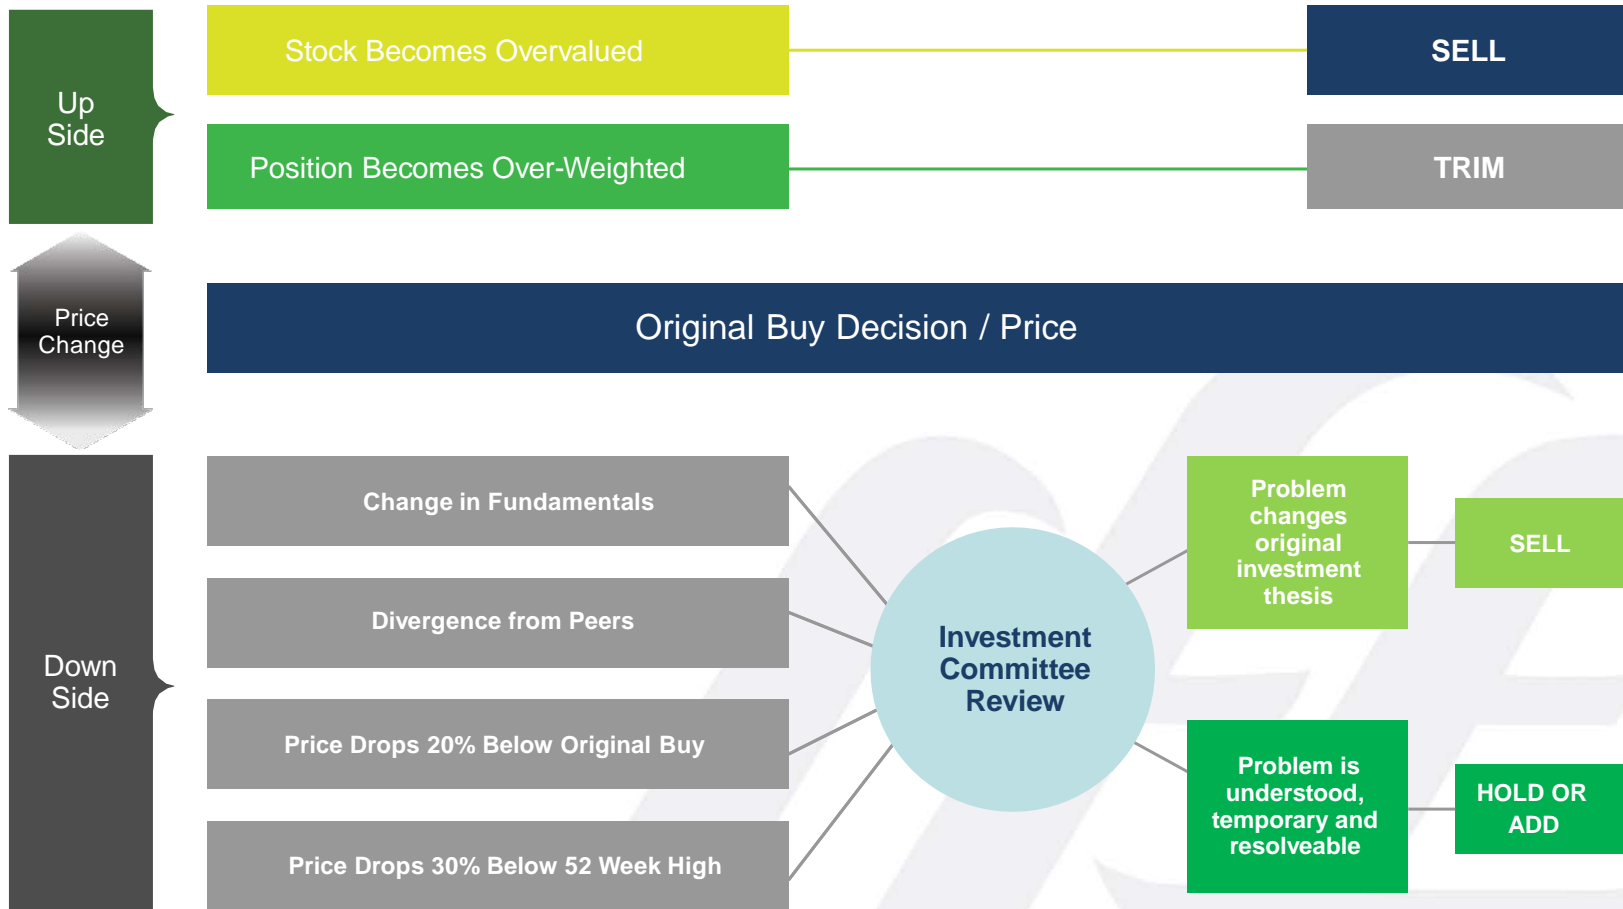 Up
Side
Stock Becomes Overvalued
SELL
Position Becomes Over-Weighted
TRIM
Price
Change
Original Buy Decision / Price
Down
Side
Change in Fundamentals
Divergence from Peers
Price Drops 20% Below Original Buy
Price Drops 30% Below 52 Week High
Investment
Committee
Review
Problem
changes
original
investment
thesis
SELL
Problem is
understood,
temporary and
resolveable
HOLD OR
ADD